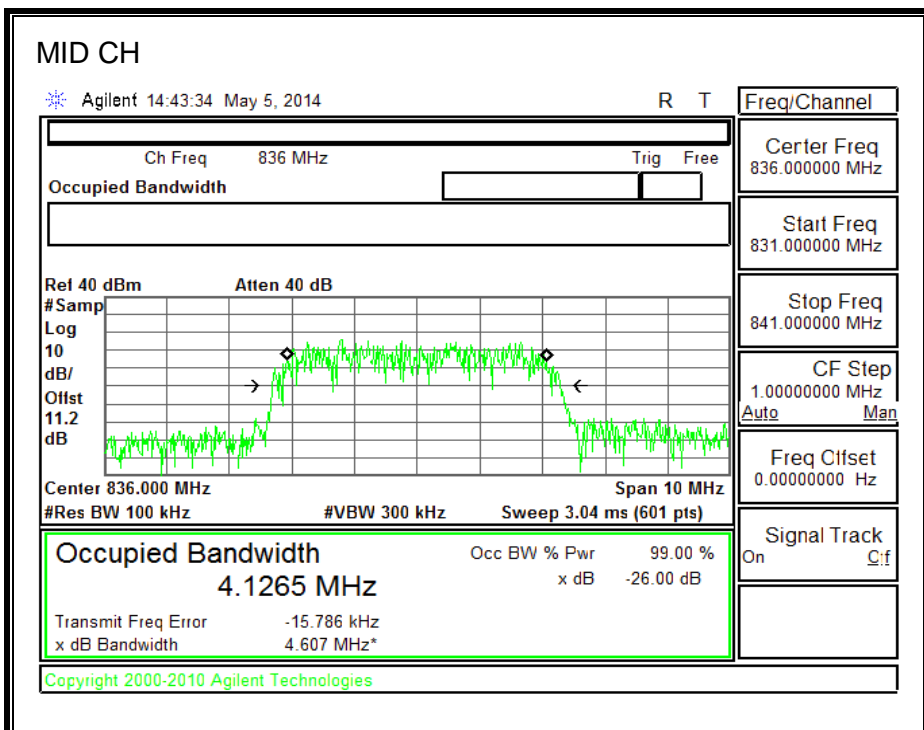 MID CH
Agilent 14:43:34 May 5, 2014 R T
Freq/Channel
Ch Freq 836 MHz Trig Free
Occupied Bandwidth
Center Freq
836.000000 MHz
Start Freq
831.000000 MHz
Stop Freq
841.000000 MHz
CF Step
1.00000000 MHz
Auto Man
Freq Offset
0.00000000 Hz
Signal Track
On Off
Ref 40 dBm Atten 40 dB
#Samp
Log
10
dB/
Offst
11.2
dB
Center 836.000 MHz Span 10 MHz
#Res BW 100 kHz #VBW 300 kHz Sweep 3.04 ms (601 pts)
Occupied Bandwidth
4.1265 MHz
Occ BW % Pwr 99.00 %
x dB -26.00 dB
Transmit Freq Error -15.786 kHz
x dB Bandwidth 4.607 MHz*
Copyright 2000-2010 Agilent Technologies